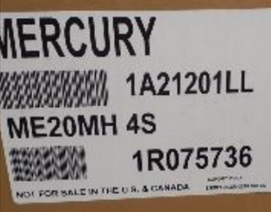 MERCURY
1A21201LL
ME20MH 4S
1R075736
NOT FOR SALE IN THE U.S. & CANADA